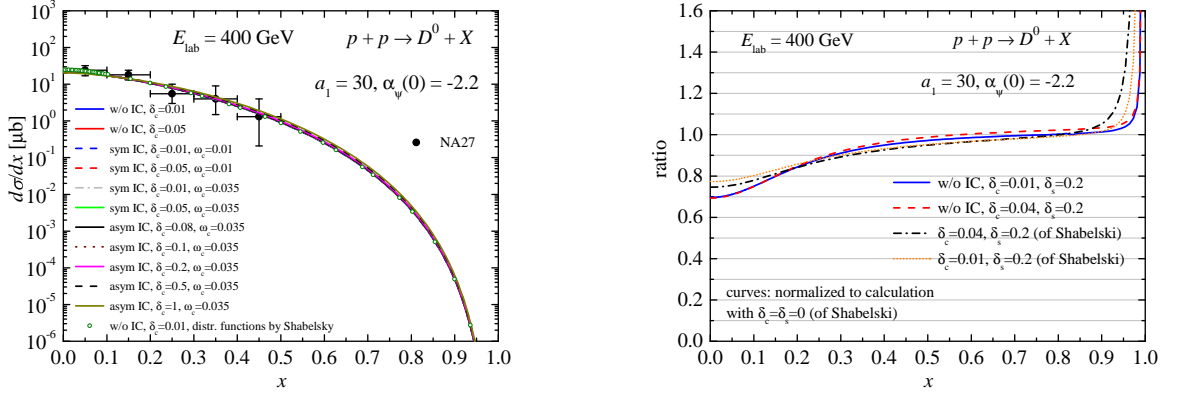 E_lab = 400 GeV
p + p → D^0 + X
a_1 = 30, α_ψ(0) = -2.2
dσ/dx [μb]
10^3
10^2
10^1
10^0
10^-1
10^-2
10^-3
10^-4
10^-5
10^-6
w/o IC, δ_c=0.01
w/o IC, δ_c=0.05
sym IC, δ_c=0.01, ω_c=0.01
sym IC, δ_c=0.05, ω_c=0.01
sym IC, δ_c=0.01, ω_c=0.035
sym IC, δ_c=0.05, ω_c=0.035
asym IC, δ_c=0.08, ω_c=0.035
asym IC, δ_c=0.1, ω_c=0.035
asym IC, δ_c=0.2, ω_c=0.035
asym IC, δ_c=0.5, ω_c=0.035
asym IC, δ_c=1, ω_c=0.035
w/o IC, δ_c=0.01, distr. functions by Shabelsky
NA27
0.0 0.1 0.2 0.3 0.4 0.5 0.6 0.7 0.8 0.9 1.0
x
E_lab = 400 GeV
p + p → D^0 + X
a_1 = 30, α_ψ(0) = -2.2
ratio
1.6
1.4
1.2
1.0
0.8
0.6
0.4
0.2
0.0
w/o IC, δ_c=0.01, δ_s=0.2
w/o IC, δ_c=0.04, δ_s=0.2
δ_c=0.04, δ_s=0.2 (of Shabelski)
δ_c=0.01, δ_s=0.2 (of Shabelski)
curves: normalized to calculation
with δ_c=δ_s=0 (of Shabelski)
0.0 0.1 0.2 0.3 0.4 0.5 0.6 0.7 0.8 0.9 1.0
x